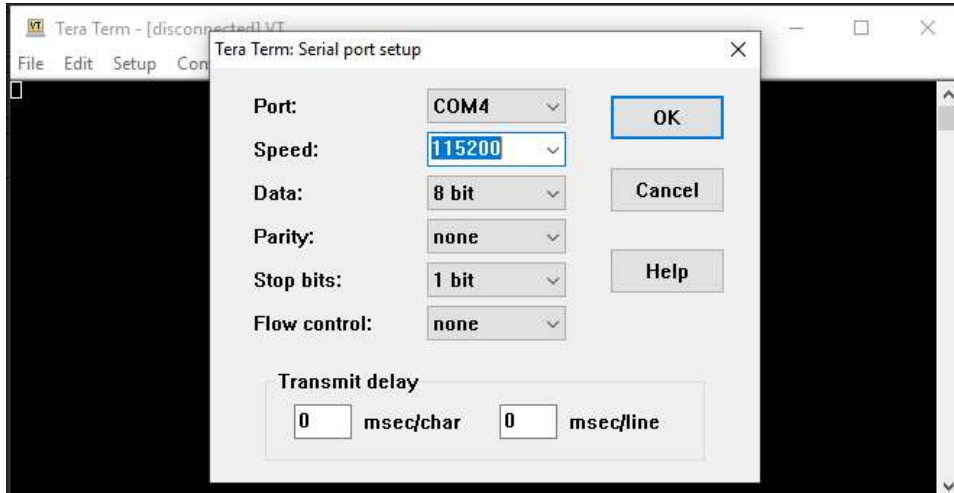 VT Tera Term - [disconnected] VT
File Edit Setup Con
Tera Term: Serial port setup
Port: COM4
Speed: 115200
Data: 8 bit
Parity: none
Stop bits: 1 bit
Flow control: none
OK
Cancel
Help
Transmit delay
0 msec/char 0 msec/line